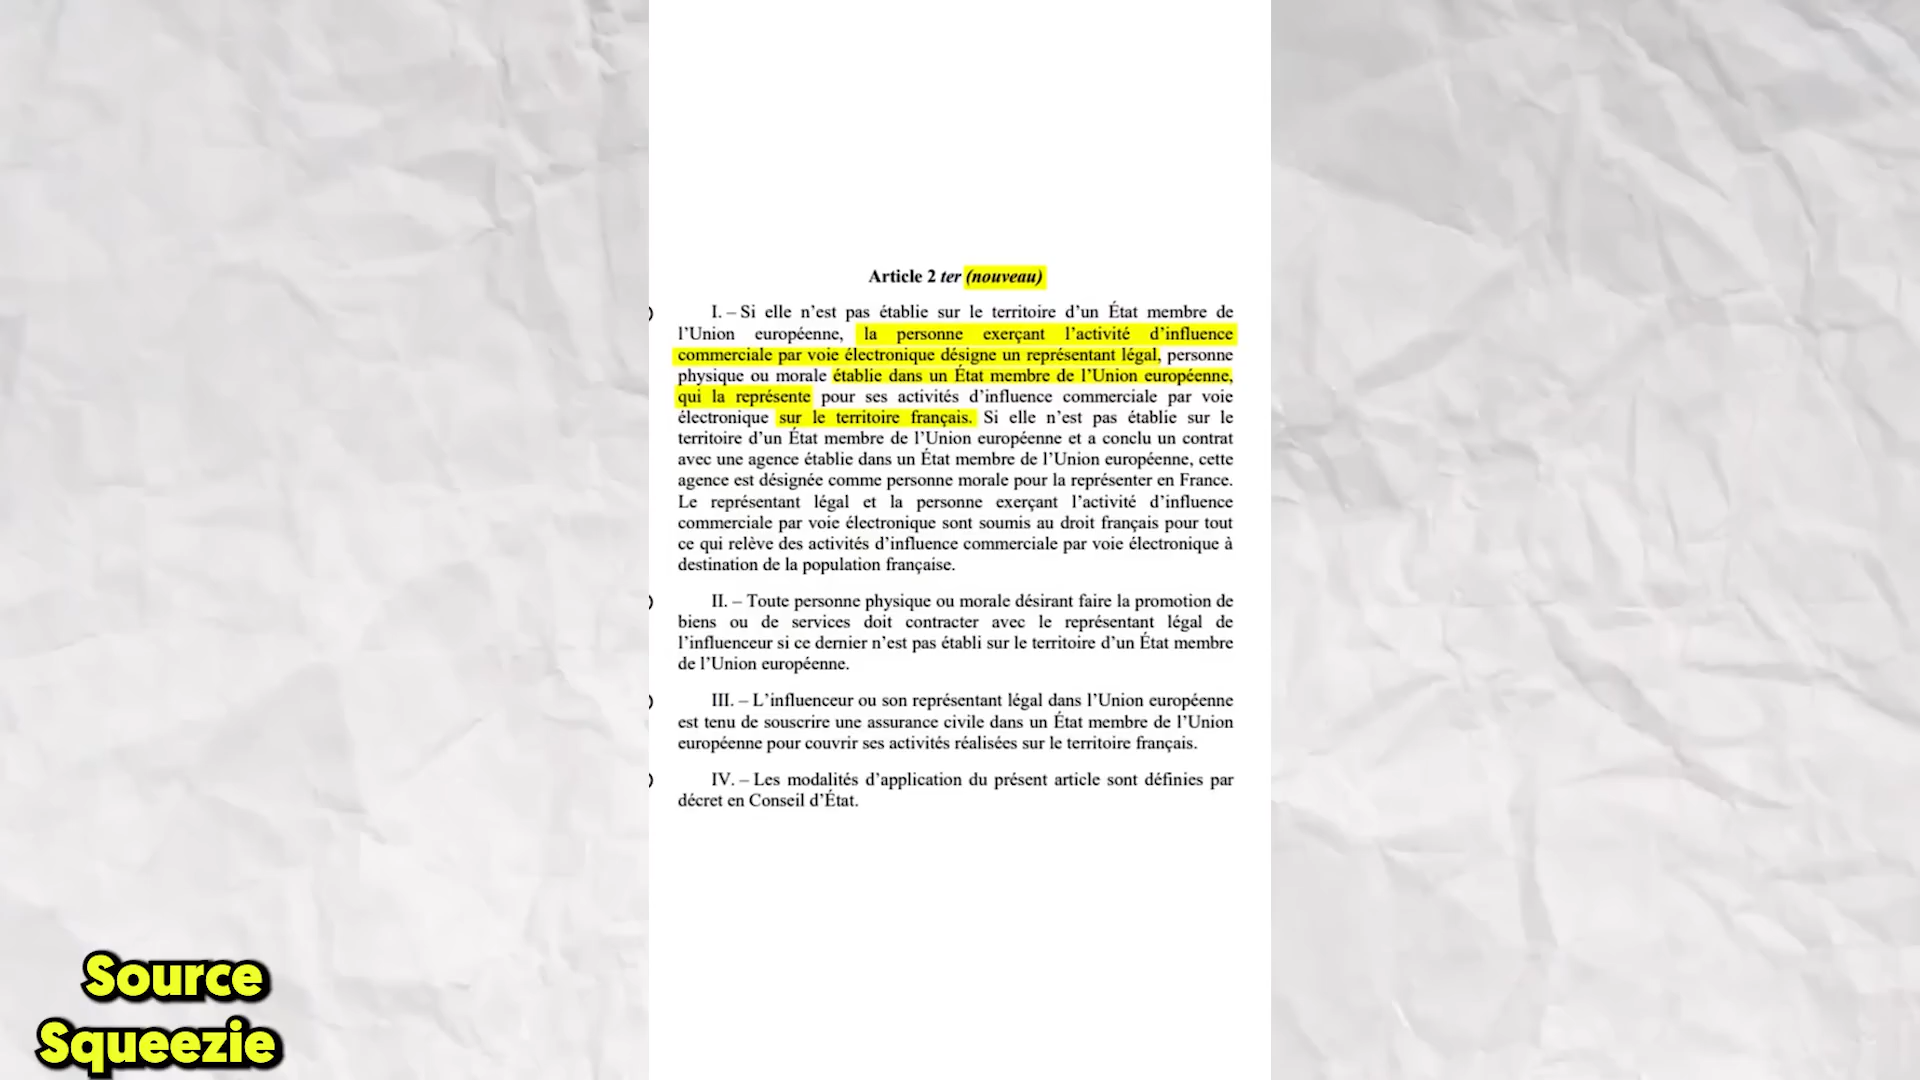 Article 2 ter (nouveau)
I. – Si elle n’est pas établie sur le territoire d’un État membre de
l’Union européenne, la personne exerçant l’activité d’influence
commerciale par voie électronique désigne un représentant légal, personne
physique ou morale établie dans un État membre de l’Union européenne,
qui la représente pour ses activités d’influence commerciale par voie
électronique sur le territoire français. Si elle n’est pas établie sur le
territoire d’un État membre de l’Union européenne et a conclu un contrat
avec une agence établie dans un État membre de l’Union européenne, cette
agence est désignée comme personne morale pour la représenter en France.
Le représentant légal et la personne exerçant l’activité d’influence
commerciale par voie électronique sont soumis au droit français pour tout
ce qui relève des activités d’influence commerciale par voie électronique à
destination de la population française.
II. – Toute personne physique ou morale désirant faire la promotion de
biens ou de services doit contracter avec le représentant légal de
l’influenceur si ce dernier n’est pas établi sur le territoire d’un État membre
de l’Union européenne.
III. – L’influenceur ou son représentant légal dans l’Union européenne
est tenu de souscrire une assurance civile dans un État membre de l’Union
européenne pour couvrir ses activités réalisées sur le territoire français.
IV. – Les modalités d’application du présent article sont définies par
décret en Conseil d’État.
Source
Squeezie